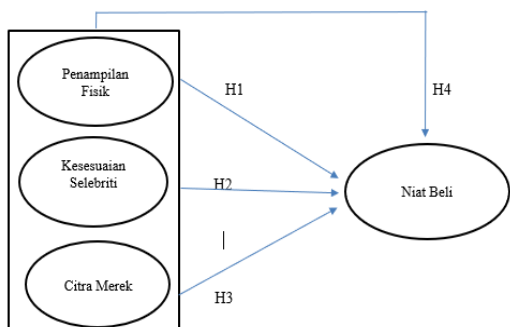 Penampilan
Fisik
H1
H4
Kesesuaian
Selebriti
H2
Niat Beli
Citra Merek
H3